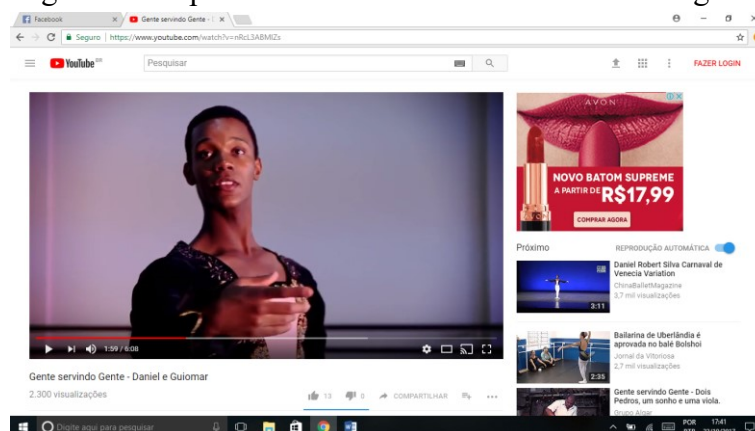 Facebook
Gente servindo Gente - 
Seguro | https://www.youtube.com/watch?v=nRcL3ABMIZs
YouTube BR
Pesquisar
FAZER LOGIN
AVON
NOVO BATOM SUPREME
A PARTIR DE R$17,99
COMPRAR AGORA
Próximo
REPRODUÇÃO AUTOMÁTICA
Daniel Robert Silva Carnaval de
Venecia Variation
ChinaBalletMagazine
3,7 mil visualizações
3:11
Bailarina de Uberlândia é
aprovada no balé Bolshoi
Jornal da Vitoriosa
2,7 mil visualizações
2:35
Gente servindo Gente - Dois
Pedros, um sonho e uma viola.
Grupo Algar
1:59 / 6:08
Gente servindo Gente - Daniel e Guiomar
2.300 visualizações
13
0
COMPARTILHAR
Digite aqui para pesquisar
POR
17:41